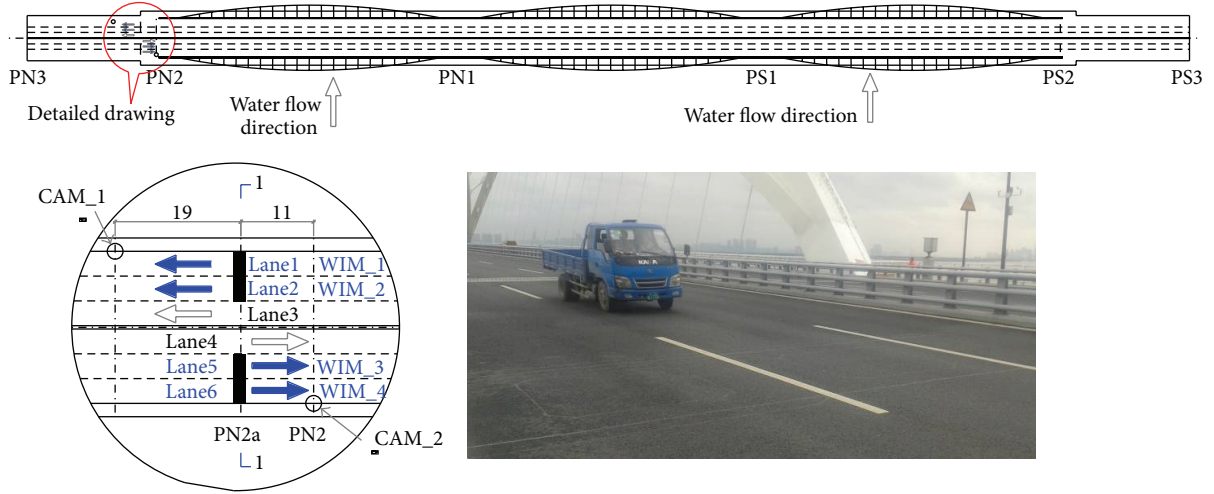 PN3
PN2
PN1
PS1
PS2
PS3
Detailed drawing
Water flow
direction
Water flow direction
1
CAM_1
19
11
Lane1
WIM_1
Lane2
WIM_2
Lane3
Lane4
Lane5
WIM_3
Lane6
WIM_4
PN2a
PN2
CAM_2
1